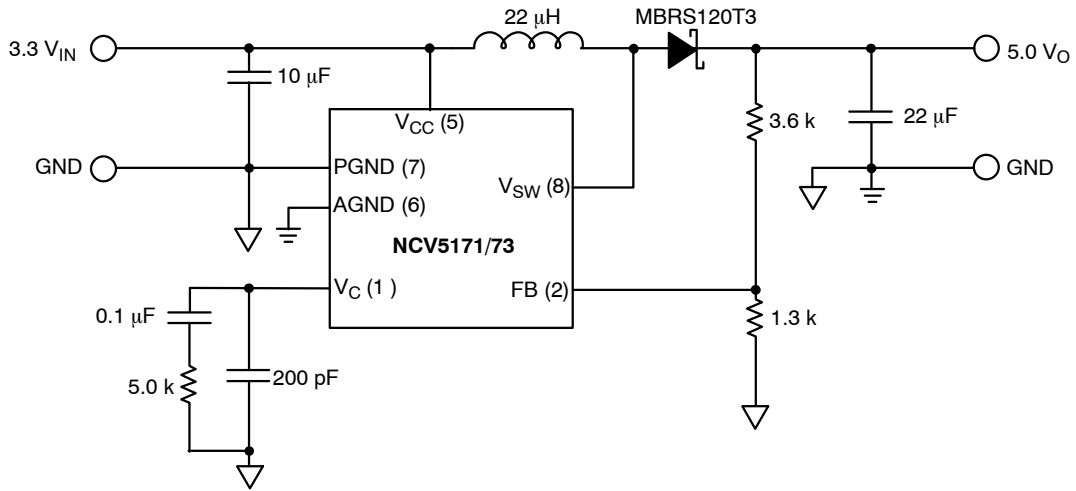 22 μH
MBRS120T3
3.3 V_IN
5.0 V_O
10 μF
V_CC (5)
3.6 k
22 μF
GND
PGND (7)
GND
V_SW (8)
AGND (6)
NCV5171/73
V_C (1 )
FB (2)
0.1 μF
1.3 k
5.0 k
200 pF